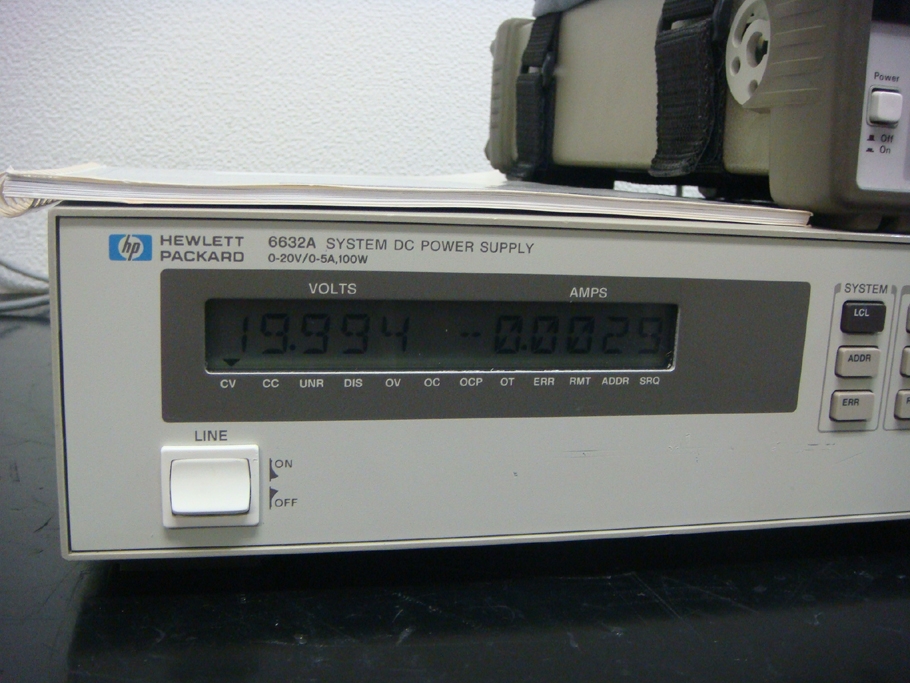 Power
Off
On
hp HEWLETT PACKARD
6632A SYSTEM DC POWER SUPPLY
0-20V/0-5A,100W
VOLTS AMPS
19.994 -0.0029
CV CC UNR DIS OV OC OCP OT ERR RMT ADDR SRQ
SYSTEM
LCL
ADDR
ERR
LINE
ON
OFF